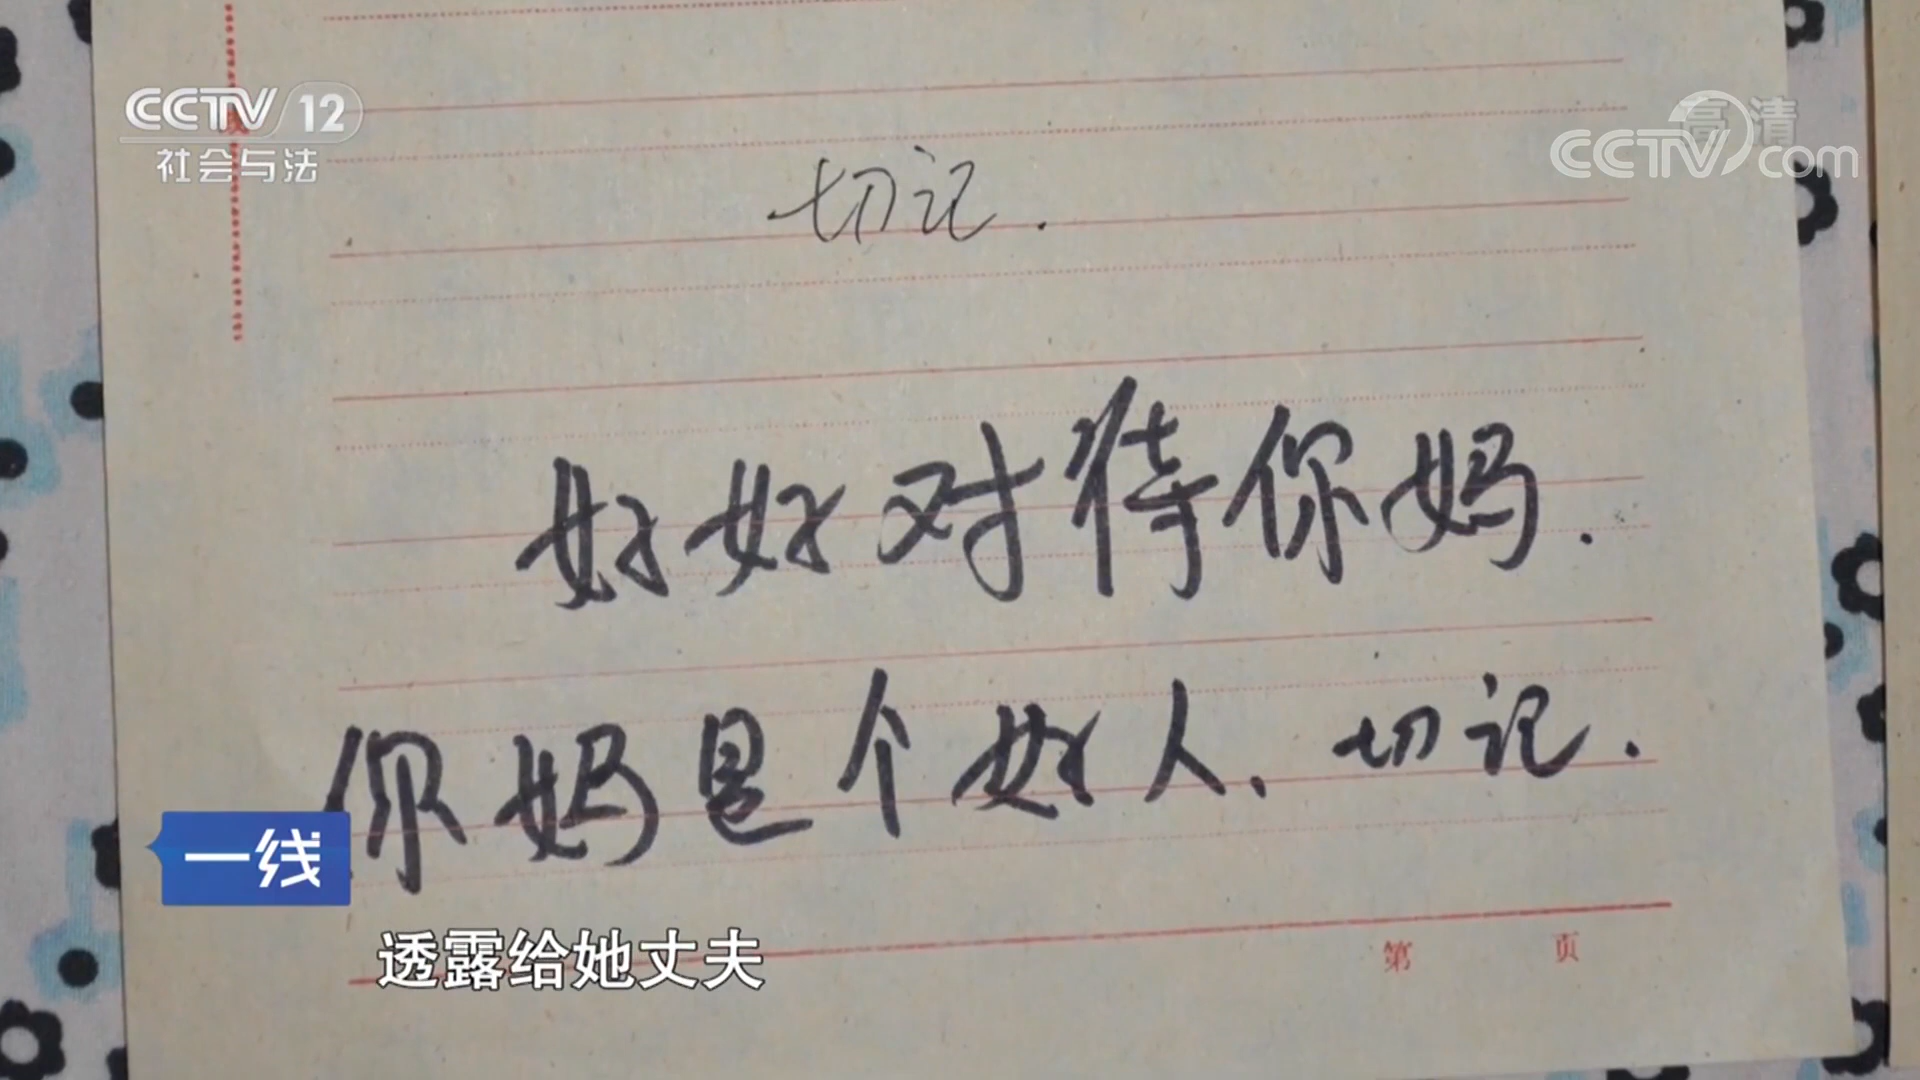 CCTV 12
社会与法
高清
CCTV.com
切记.
好好对待你妈.
你妈是个好人.切记.
一线
透露给她丈夫
第 页